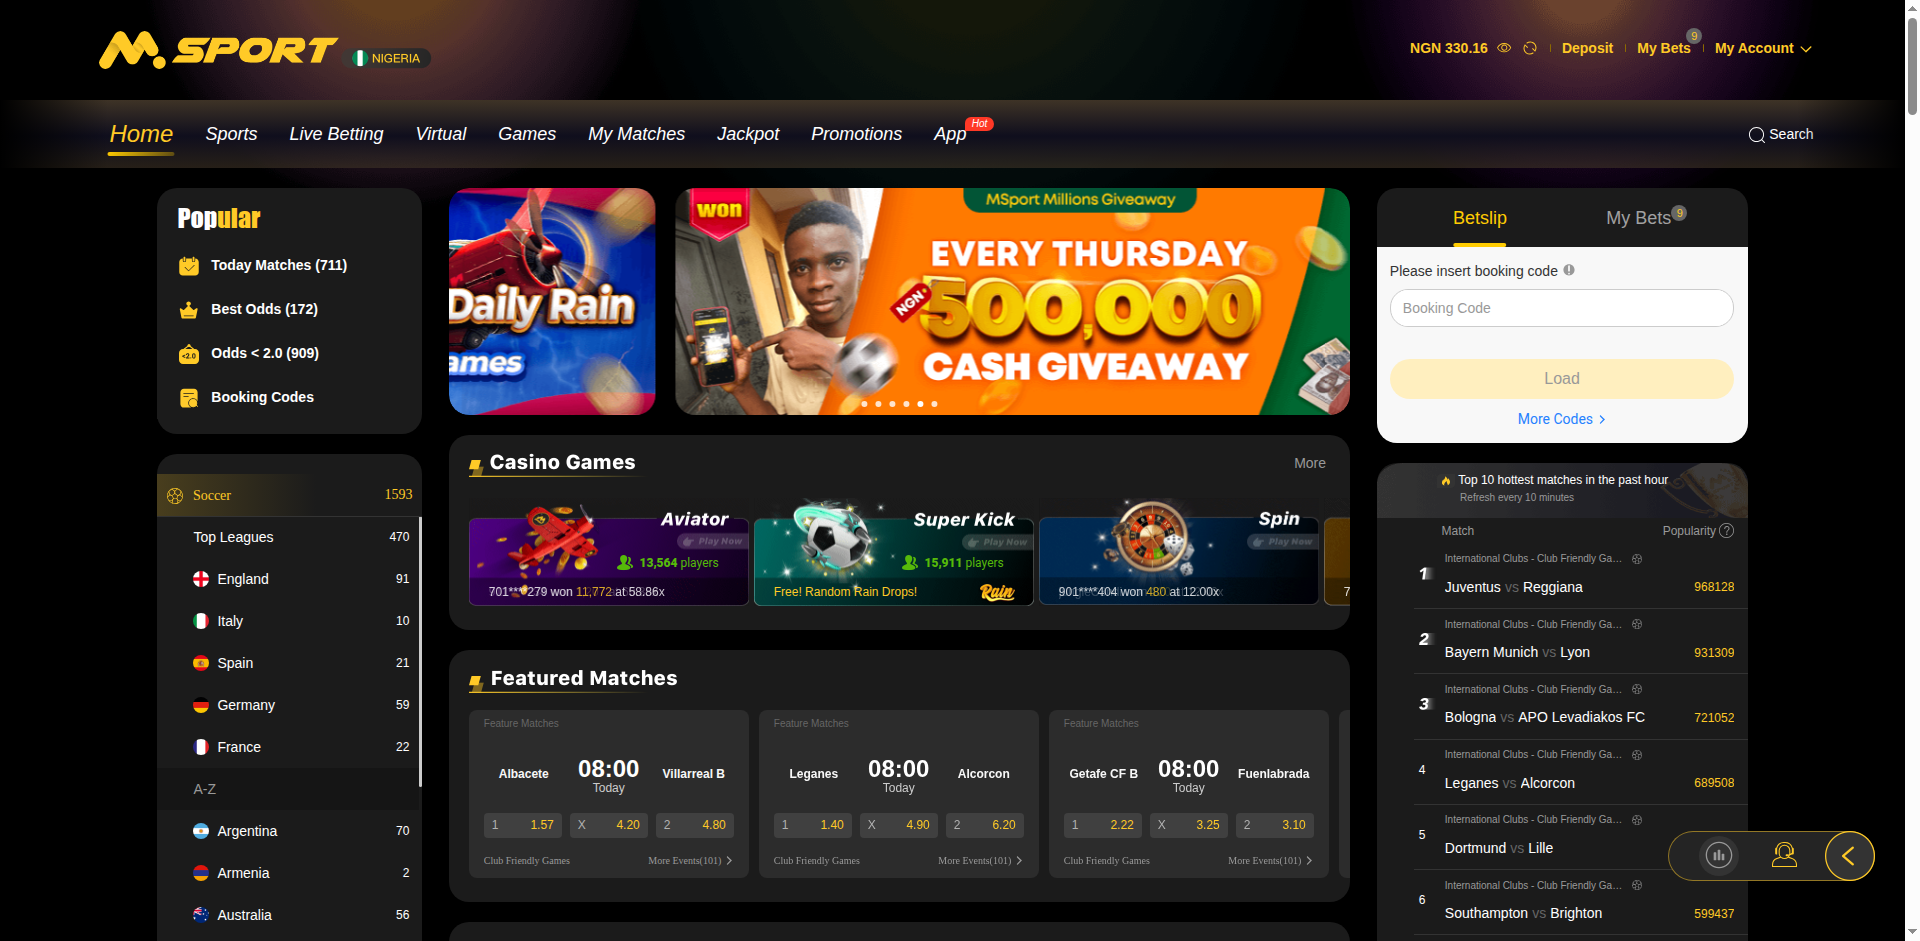 M.SPORT
NIGERIA
NGN 330.16
Deposit
My Bets
9
My Account
Home
Sports
Live Betting
Virtual
Games
My Matches
Jackpot
Promotions
App
Hot
Search
Popular
Today Matches (711)
Best Odds (172)
<2.0
Odds < 2.0 (909)
Booking Codes
Soccer
1593
Top Leagues
470
England
91
Italy
10
Spain
21
Germany
59
France
22
A-Z
Argentina
70
Armenia
2
Australia
56
Daily Rain
ames
won
MSport Millions Giveaway
EVERY THURSDAY
NGN
500,000
CASH GIVEAWAY
Casino Games
More
Aviator
Play Now
13,564 players
701***279 won 11,772 at 58.86x
Super Kick
Play Now
15,911 players
Free! Random Rain Drops!
Rain
Spin
Play Now
901***404 won 480 at 12.00x
7
Featured Matches
Feature Matches
Albacete
08:00
Today
Villarreal B
1 1.57
X 4.20
2 4.80
Club Friendly Games
More Events(101)
Feature Matches
Leganes
08:00
Today
Alcorcon
1 1.40
X 4.90
2 6.20
Club Friendly Games
More Events(101)
Feature Matches
Getafe CF B
08:00
Today
Fuenlabrada
1 2.22
X 3.25
2 3.10
Club Friendly Games
More Events(101)
Betslip
My Bets
9
Please insert booking code
Booking Code
Load
More Codes
Top 10 hottest matches in the past hour
Refresh every 10 minutes
Match
Popularity ?
1
International Clubs - Club Friendly Ga...
Juventus vs Reggiana
968128
2
International Clubs - Club Friendly Ga...
Bayern Munich vs Lyon
931309
3
International Clubs - Club Friendly Ga...
Bologna vs APO Levadiakos FC
721052
4
International Clubs - Club Friendly Ga...
Leganes vs Alcorcon
689508
5
International Clubs - Club Friendly Ga...
Dortmund vs Lille
6
International Clubs - Club Friendly Ga...
Southampton vs Brighton
599437